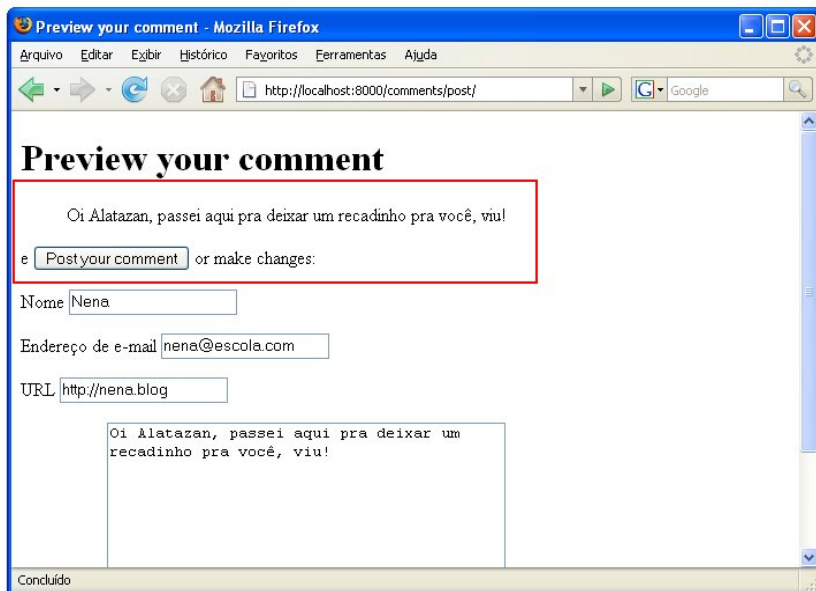 Preview your comment - Mozilla Firefox
Arquivo Editar Exibir Histórico Favoritos Ferramentas Ajuda
http://localhost:8000/comments/post/ G Google
Preview your comment
Oi Alatazan, passei aqui pra deixar um recadinho pra você, viu!
e Post your comment or make changes:
Nome Nena
Endereço de e-mail nena@escola.com
URL http://nena.blog
Oi Alatazan, passei aqui pra deixar um
recadinho pra você, viu!
Concluído